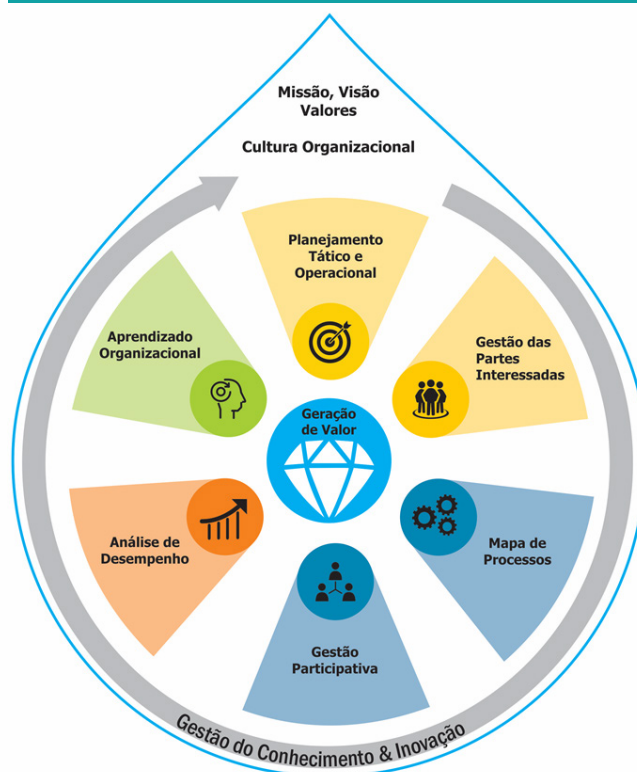 Missão, Visão
Valores
Cultura Organizacional
Planejamento
Tático e
Operacional
Gestão das
Partes
Interessadas
Aprendizado
Organizacional
Geração
de Valor
Análise de
Desempenho
Mapa de
Processos
Gestão
Participativa
Gestão do Conhecimento & Inovação